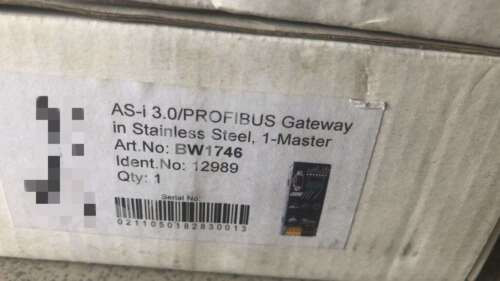 AS-i 3.0/PROFIBUS Gateway
in Stainless Steel, 1-Master
Art.No: BW1746
Ident.No: 12989
Qty: 1
Serial No:
0211050182830013